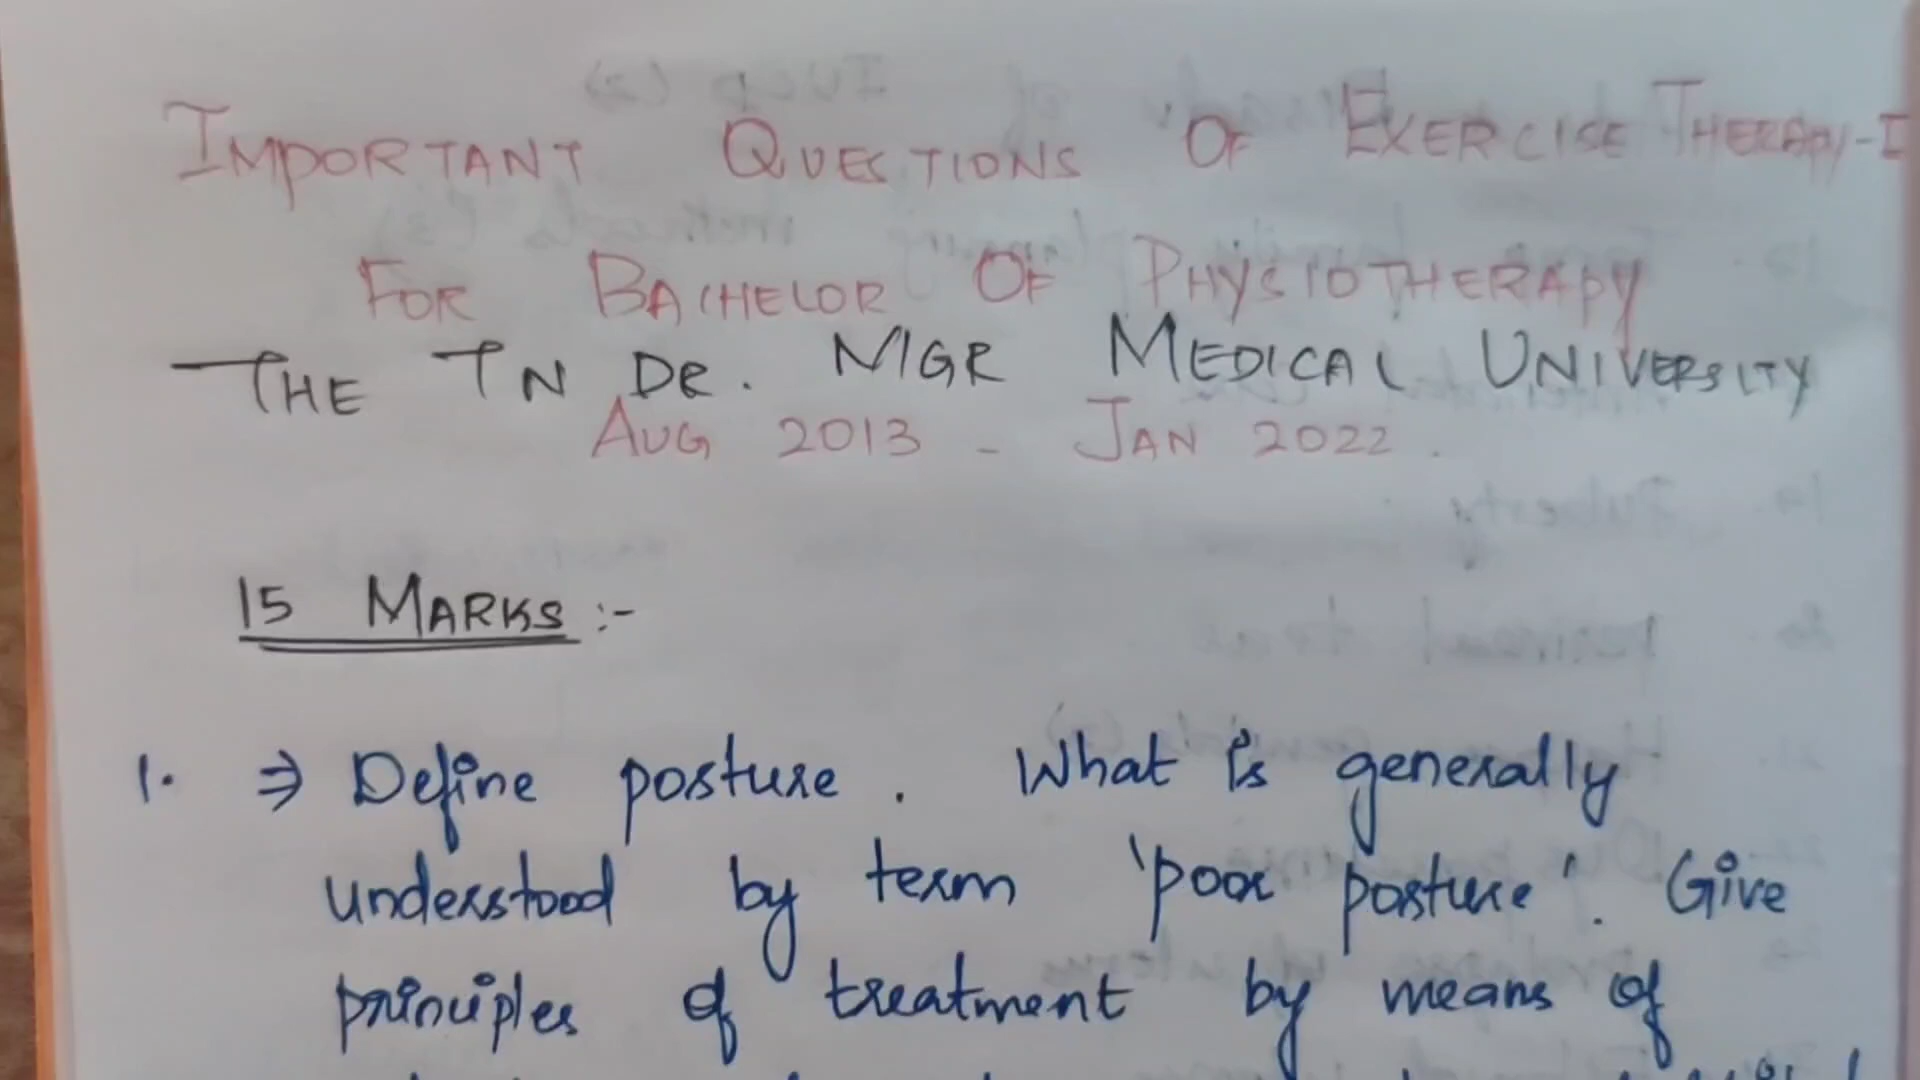 IMPORTANT QUESTIONS OF EXERCISE THERAPY-I
FOR BACHELOR OF PHYSIOTHERAPY
THE TN DR. MGR MEDICAL UNIVERSITY
AUG 2013 - JAN 2022.
15 MARKS :-
1. ⇒ Define posture. What is generally
understood by term 'poor posture'. Give
principles of treatment by means of